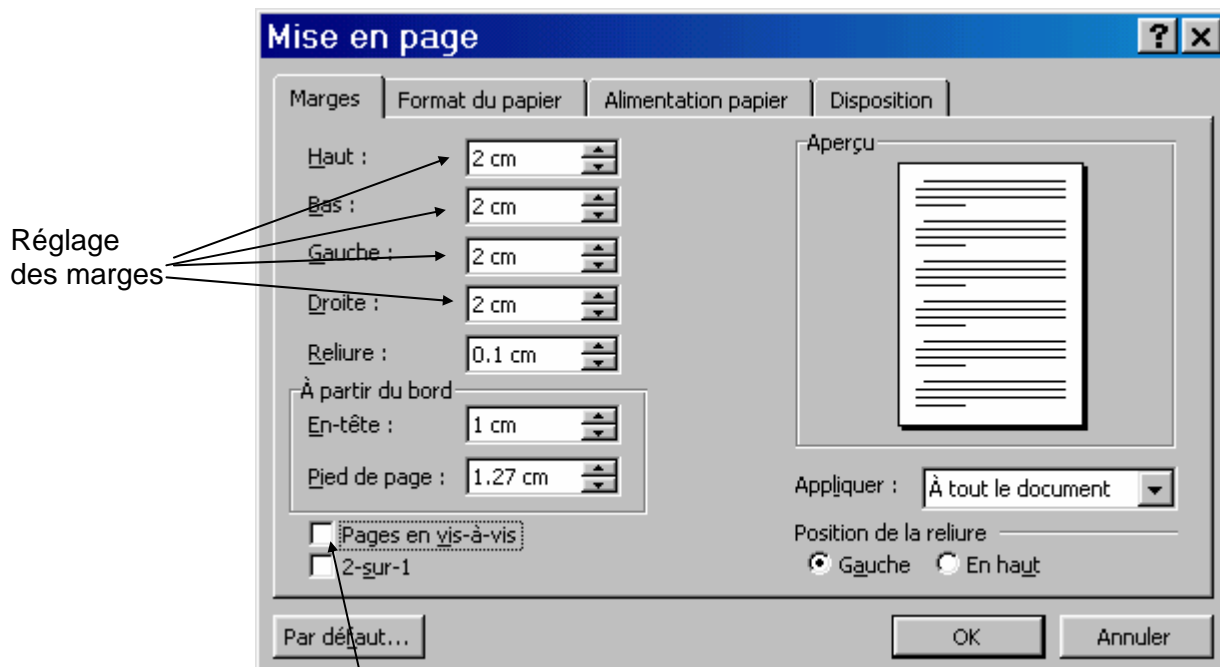 Mise en page
Marges Format du papier Alimentation papier Disposition
Haut : 2 cm
Bas : 2 cm
Gauche : 2 cm
Droite : 2 cm
Reliure : 0.1 cm
À partir du bord
En-tête : 1 cm
Pied de page : 1.27 cm
Pages en vis-à-vis
2-sur-1
Réglage
des marges
Aperçu
Appliquer : À tout le document
Position de la reliure
Gauche En haut
Par défaut... OK Annuler